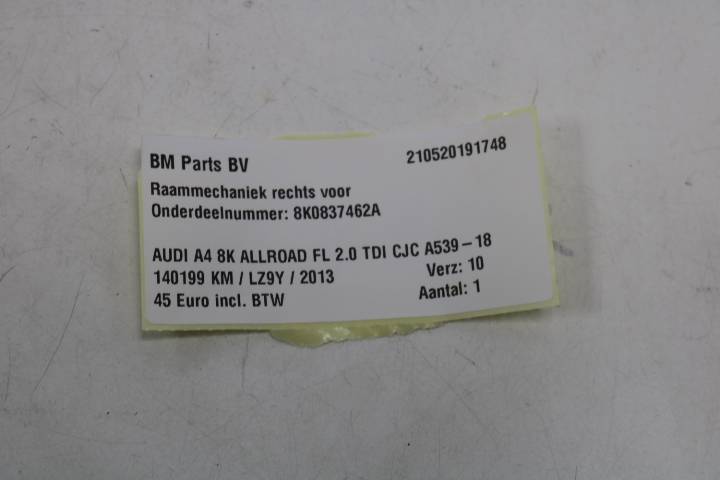 BM Parts BV 210520191748
Raammechaniek rechts voor
Onderdeelnummer: 8K0837462A
AUDI A4 8K ALLROAD FL 2.0 TDI CJC A539-18
140199 KM / LZ9Y / 2013 Verz: 10
45 Euro incl. BTW Aantal: 1